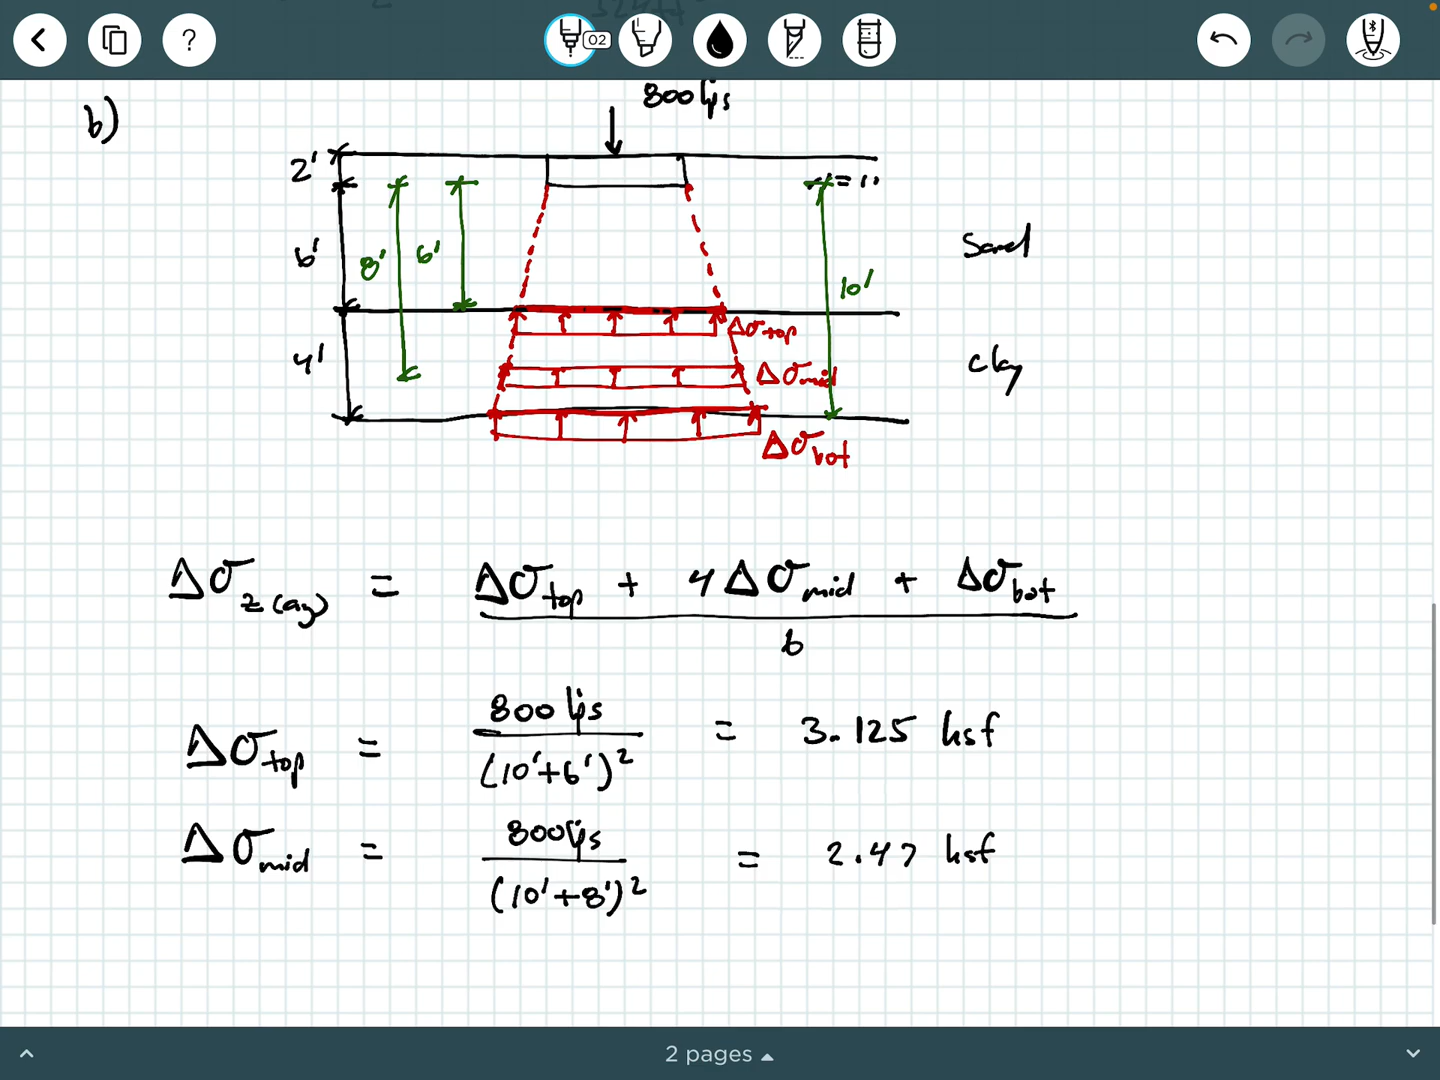 b)
800 kips
2'
6'
8'
6'
10'
Sand
Δσtop
4'
Δσmid
Clay
Δσbot
Δσz(avg) = (Δσtop + 4Δσmid + Δσbot) / 6
Δσtop = 800 kips / (10'+6')² = 3.125 ksf
Δσmid = 800 kips / (10'+8')² = 2.47 ksf
?
02
2 pages